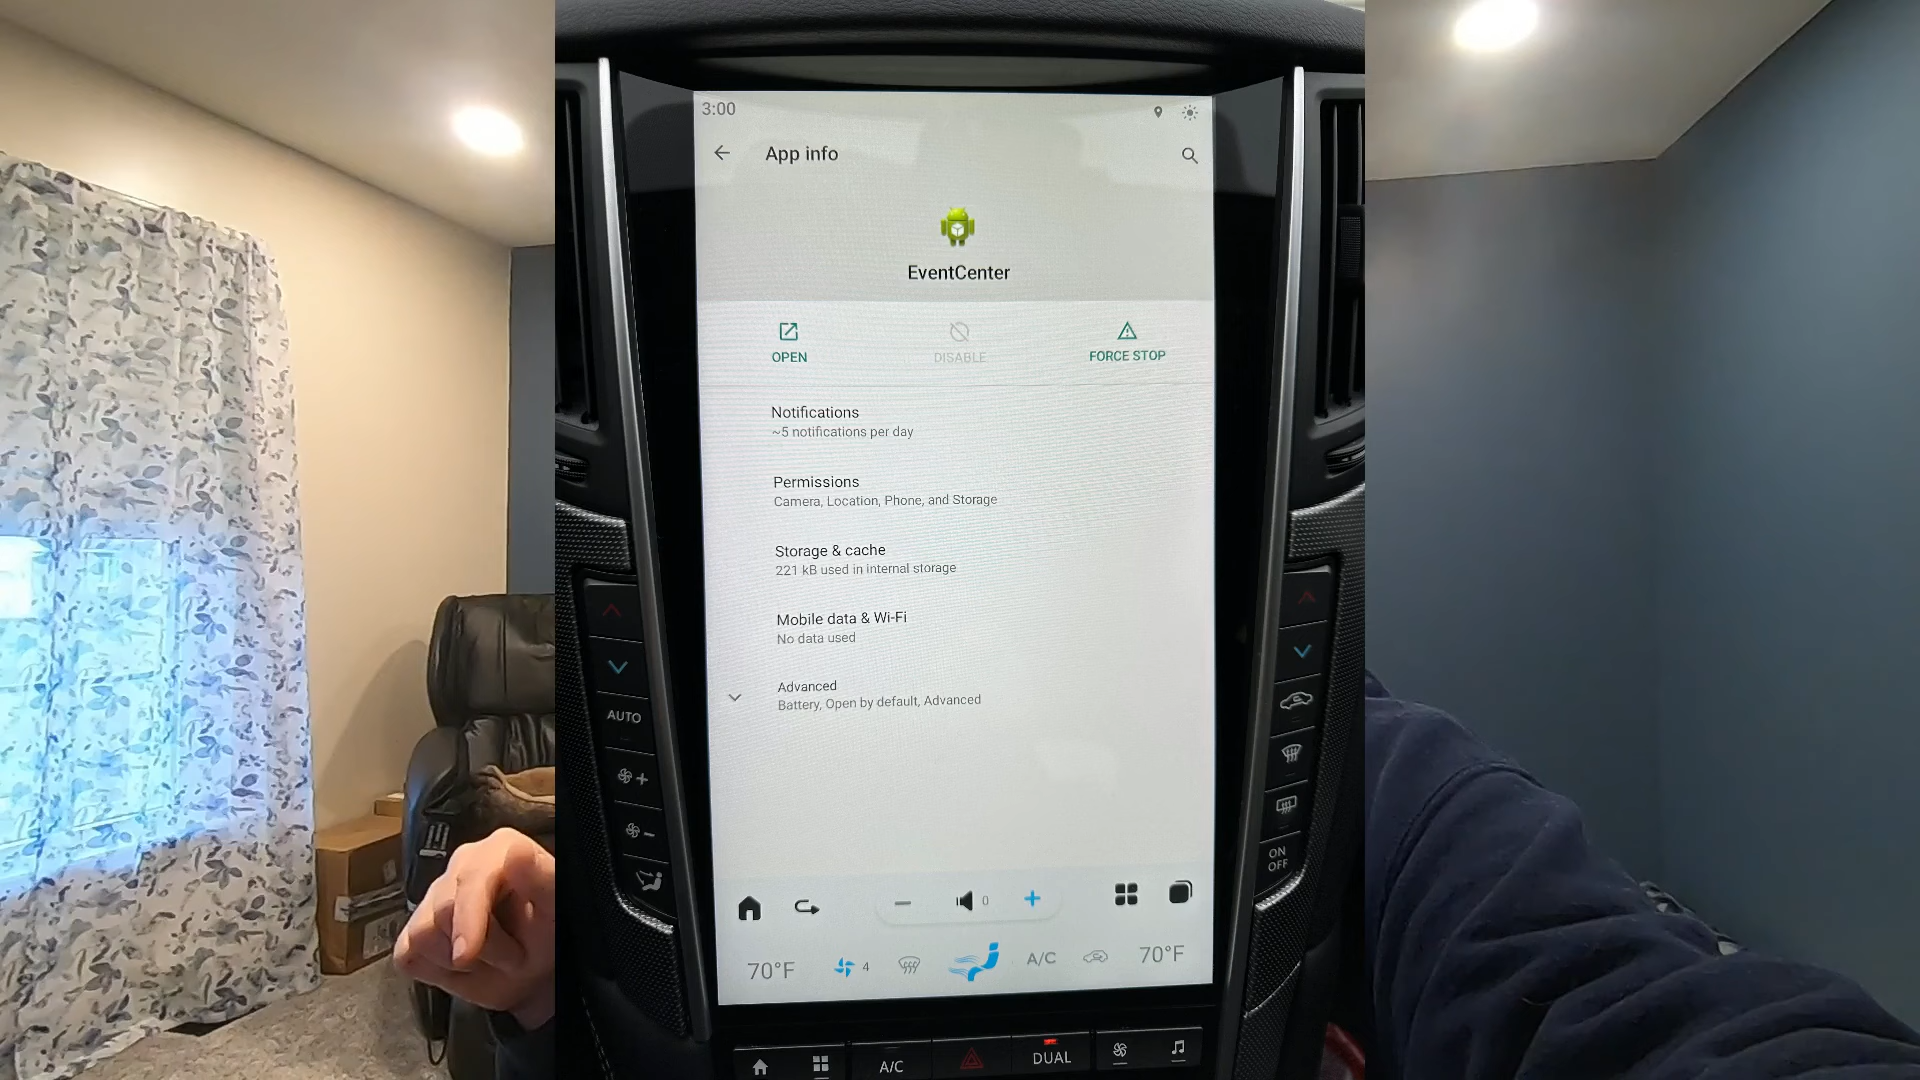 3:00
App info
EventCenter
OPEN
DISABLE
FORCE STOP
Notifications
~5 notifications per day
Permissions
Camera, Location, Phone, and Storage
Storage & cache
221 kB used in internal storage
Mobile data & Wi-Fi
No data used
Advanced
Battery, Open by default, Advanced
AUTO
ON
OFF
0
70°F
4
A/C
70°F
A/C
DUAL